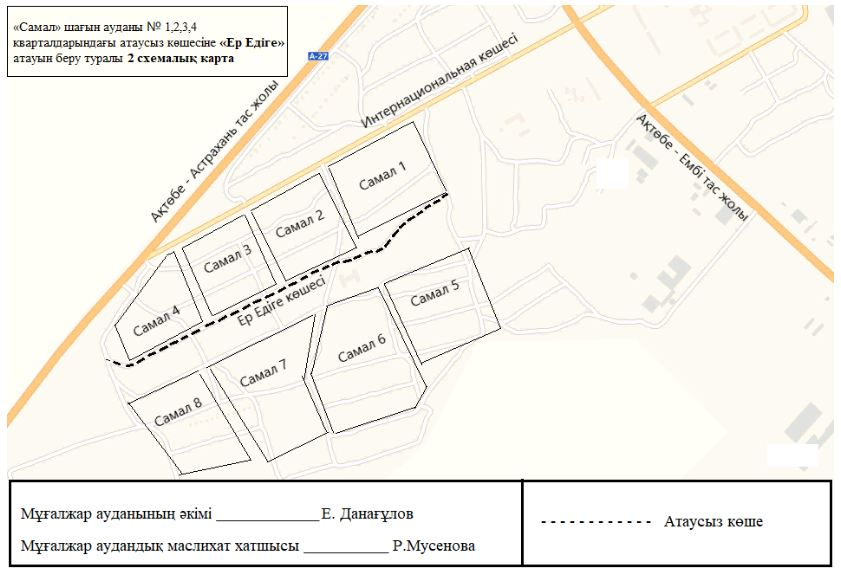 «Самал» шағын ауданы № 1,2,3,4
кварталдарындағы атаусыз көшесіне «Ер Едіге»
атауын беру туралы 2 схемалық карта
А-27
Интернациональная көшесі
Ақтөбе - Астрахань тас жолы
Ақтөбе - Ембі тас жолы
Самал 1
Самал 2
Самал 3
Самал 4
Ер Едіге көшесі
Самал 5
Самал 6
Самал 7
Самал 8
Мұғалжар ауданының әкімі ____________ Е. Данағұлов
Мұғалжар аудандық маслихат хатшысы __________ Р.Мусенова
Атаусыз көше